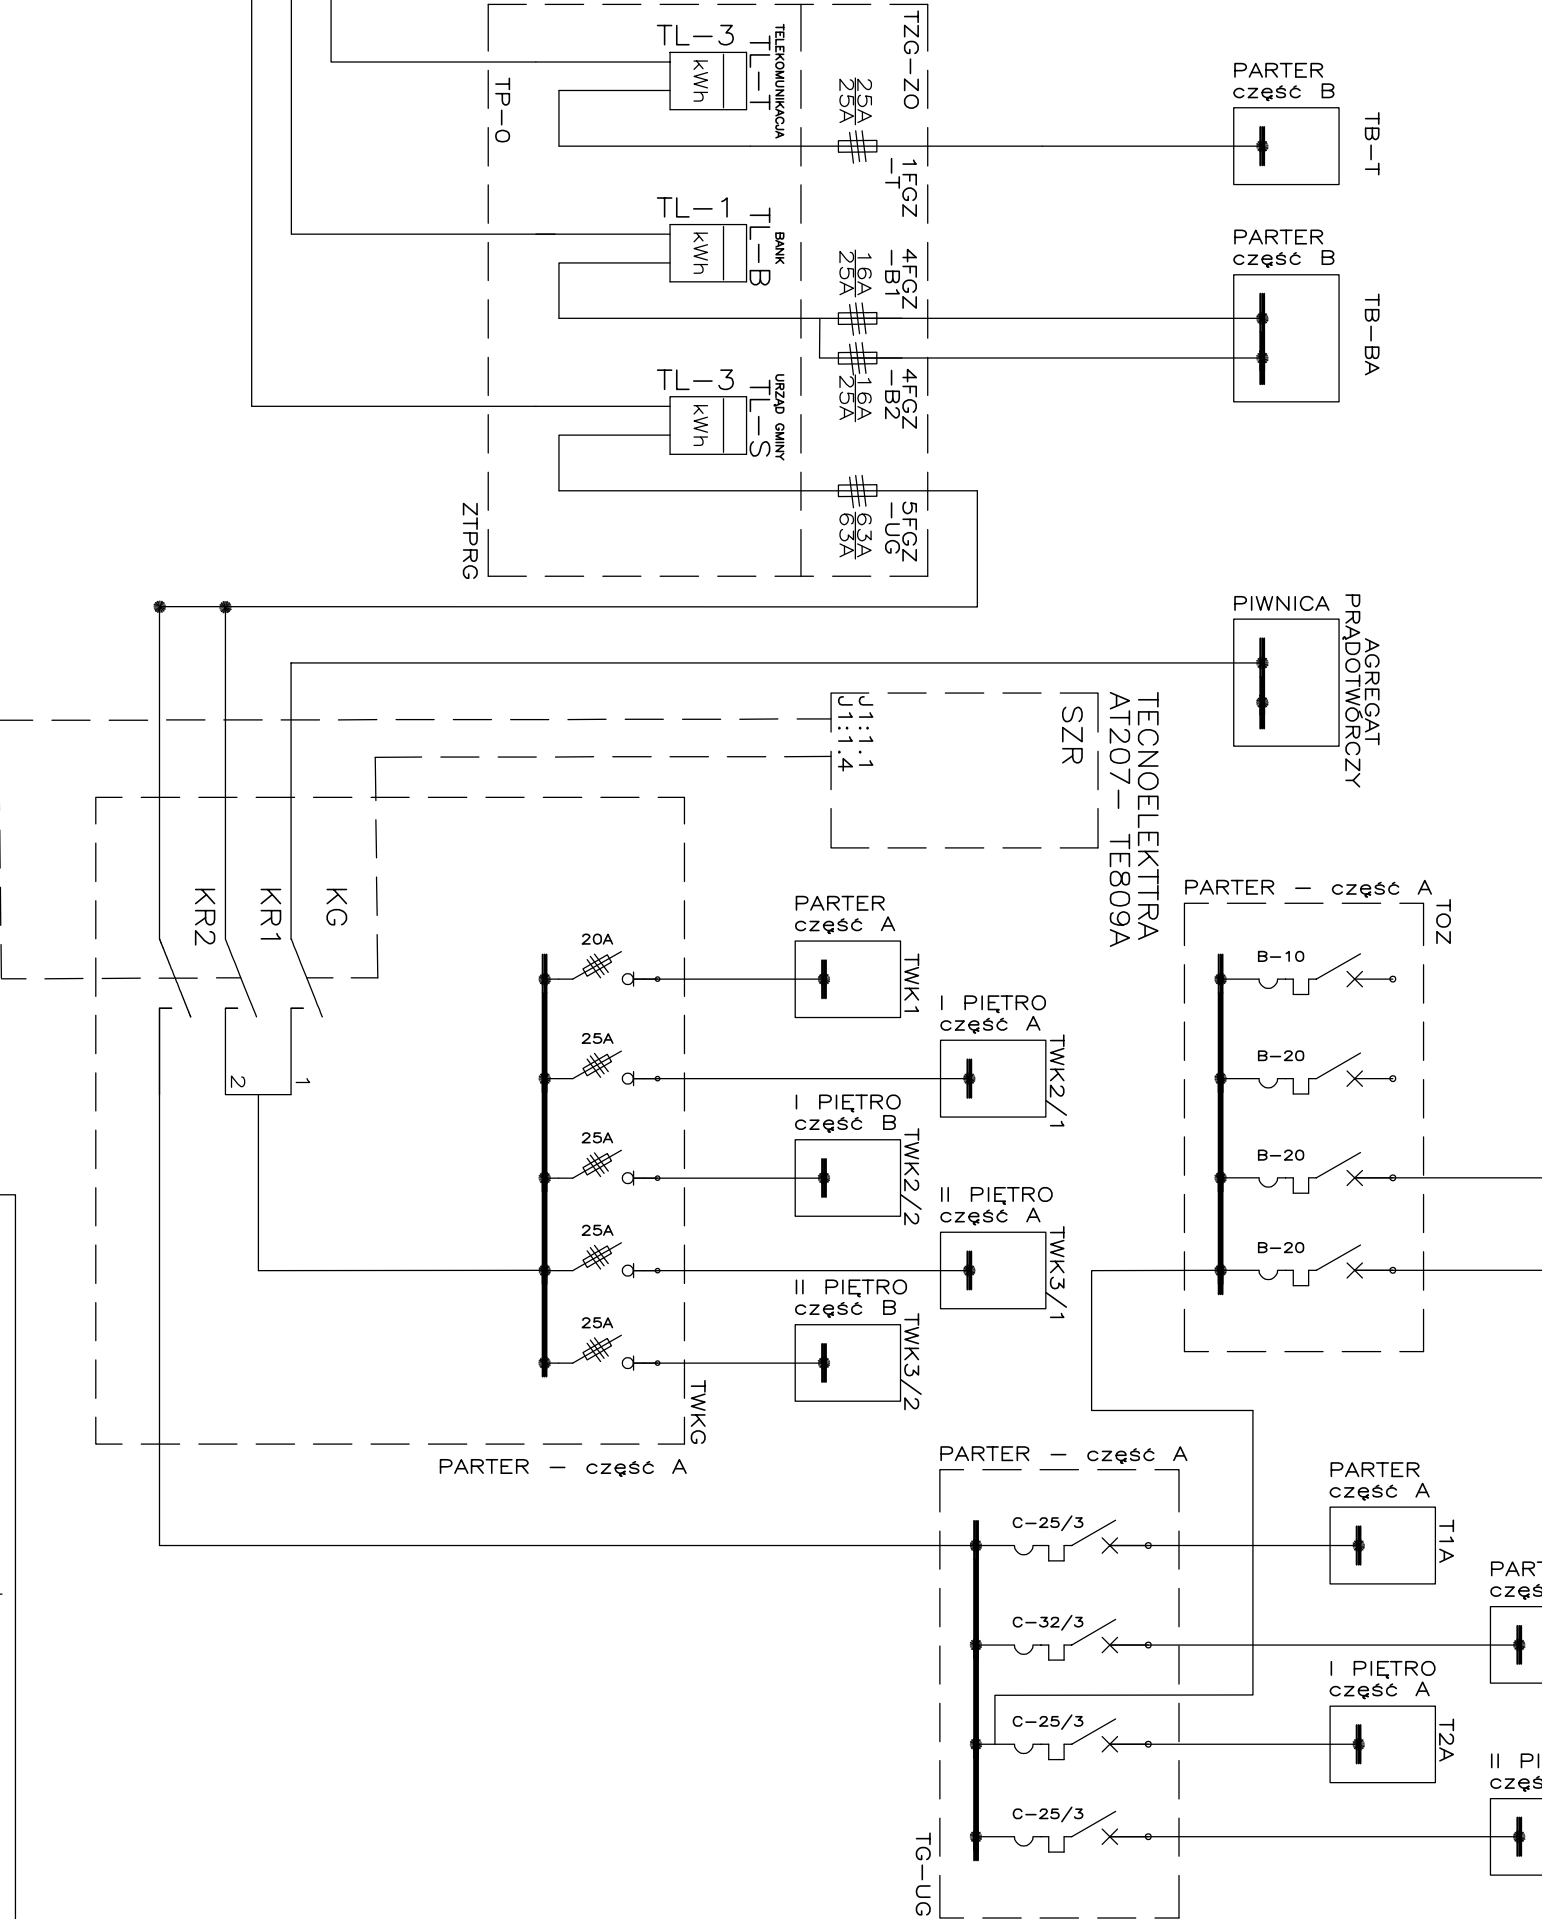 TL-3
TL-T
TELEKOMUNIKACJA
kWh
TP-0
TZG-ZO
25A
25A
1FGZ
-T
PARTER
część B
TB-T
TL-1
TL-B
BANK
kWh
4FGZ
-B1
16A
25A
PARTER
część B
TB-BA
4FGZ
-B2
16A
25A
TL-3
TL-S
URZĄD GMINY
kWh
5FGZ
-UG
63A
63A
ZTPRG
PIWNICA
AGREGAT
PRĄDOTWÓRCZY
J1:1.1
J1:1.4
SZR
TECNOELEKTTRA
AT207- TE809A
KR2
KR1
KG
2
1
20A
25A
25A
25A
25A
PARTER
część A
TWK1
I PIĘTRO
część A
TWK2/1
I PIĘTRO
część B
TWK2/2
II PIĘTRO
część A
TWK3/1
II PIĘTRO
część B
TWK3/2
TWKG
PARTER - część A
PARTER - część A
TOZ
B-10
B-20
B-20
B-20
PARTER - część A
C-25/3
C-32/3
C-25/3
C-25/3
TG-UG
PARTER
część A
T1A
PART
częś
I PIĘTRO
część A
T2A
II PI
częś